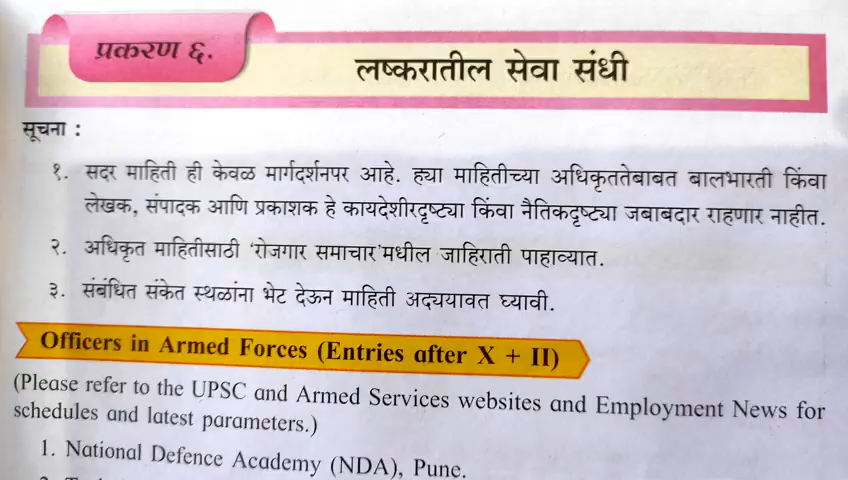 प्रकरण ६.
लष्करातील सेवा संधी
सूचना :
१. सदर माहिती ही केवळ मार्गदर्शनपर आहे. ह्या माहितीच्या अधिकृततेबाबत बालभारती किंवा
लेखक, संपादक आणि प्रकाशक हे कायदेशीरदृष्ट्या किंवा नैतिकदृष्ट्या जबाबदार राहणार नाहीत.
२. अधिकृत माहितीसाठी 'रोजगार समाचार'मधील जाहिराती पाहाव्यात.
३. संबंधित संकेत स्थळांना भेट देऊन माहिती अद्ययावत घ्यावी.
Officers in Armed Forces (Entries after X + II)
(Please refer to the UPSC and Armed Services websites and Employment News for
schedules and latest parameters.)
1. National Defence Academy (NDA), Pune.